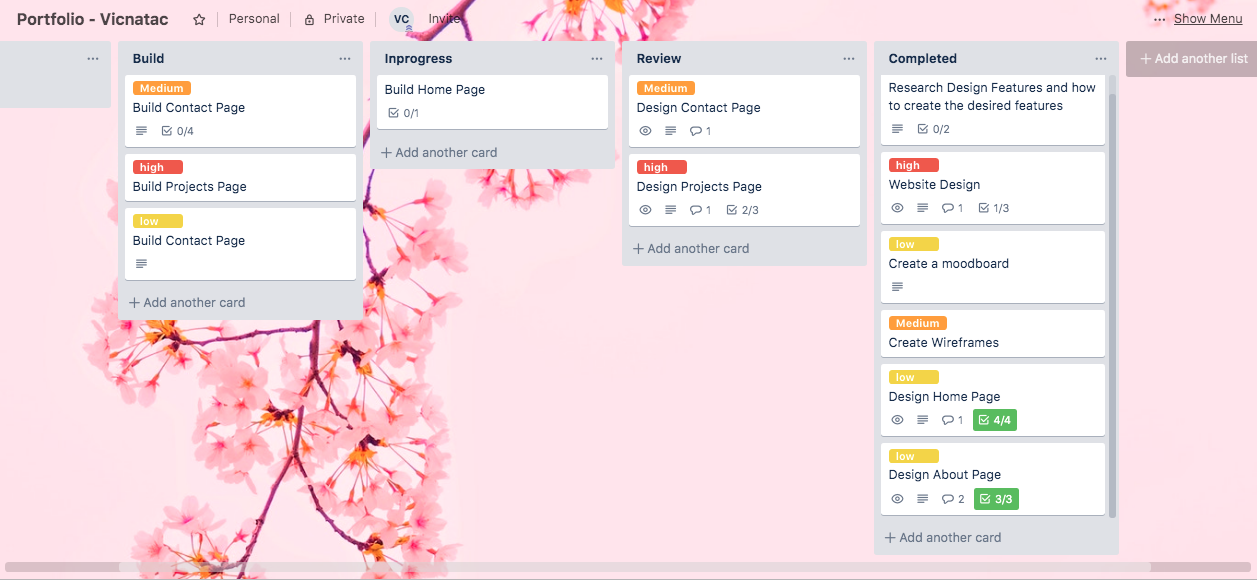 Portfolio - Vicnatac
Personal
Private
VC
Invite
Show Menu
Build
Medium
Build Contact Page
0/4
high
Build Projects Page
low
Build Contact Page
+ Add another card
Inprogress
Build Home Page
0/1
+ Add another card
Review
Medium
Design Contact Page
1
high
Design Projects Page
1 2/3
+ Add another card
Completed
Research Design Features and how
to create the desired features
0/2
high
Website Design
1 1/3
low
Create a moodboard
Medium
Create Wireframes
low
Design Home Page
1 4/4
low
Design About Page
2 3/3
+ Add another card
+ Add another list